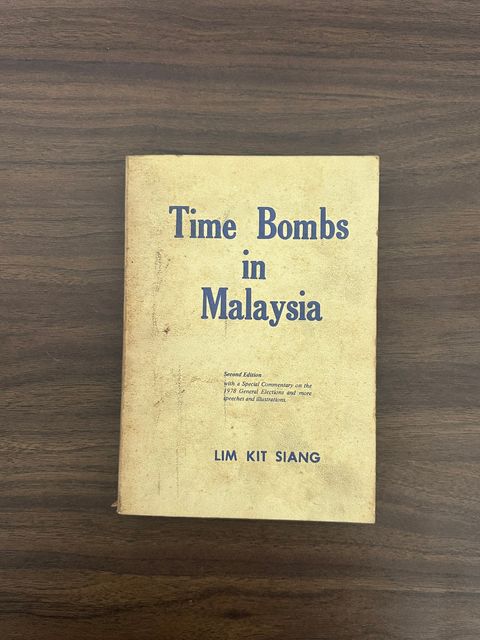 Time Bombs
in
Malaysia
Second Edition
with a Special Commentary on the
1978 General Elections and more
speeches and illustrations.
LIM KIT SIANG